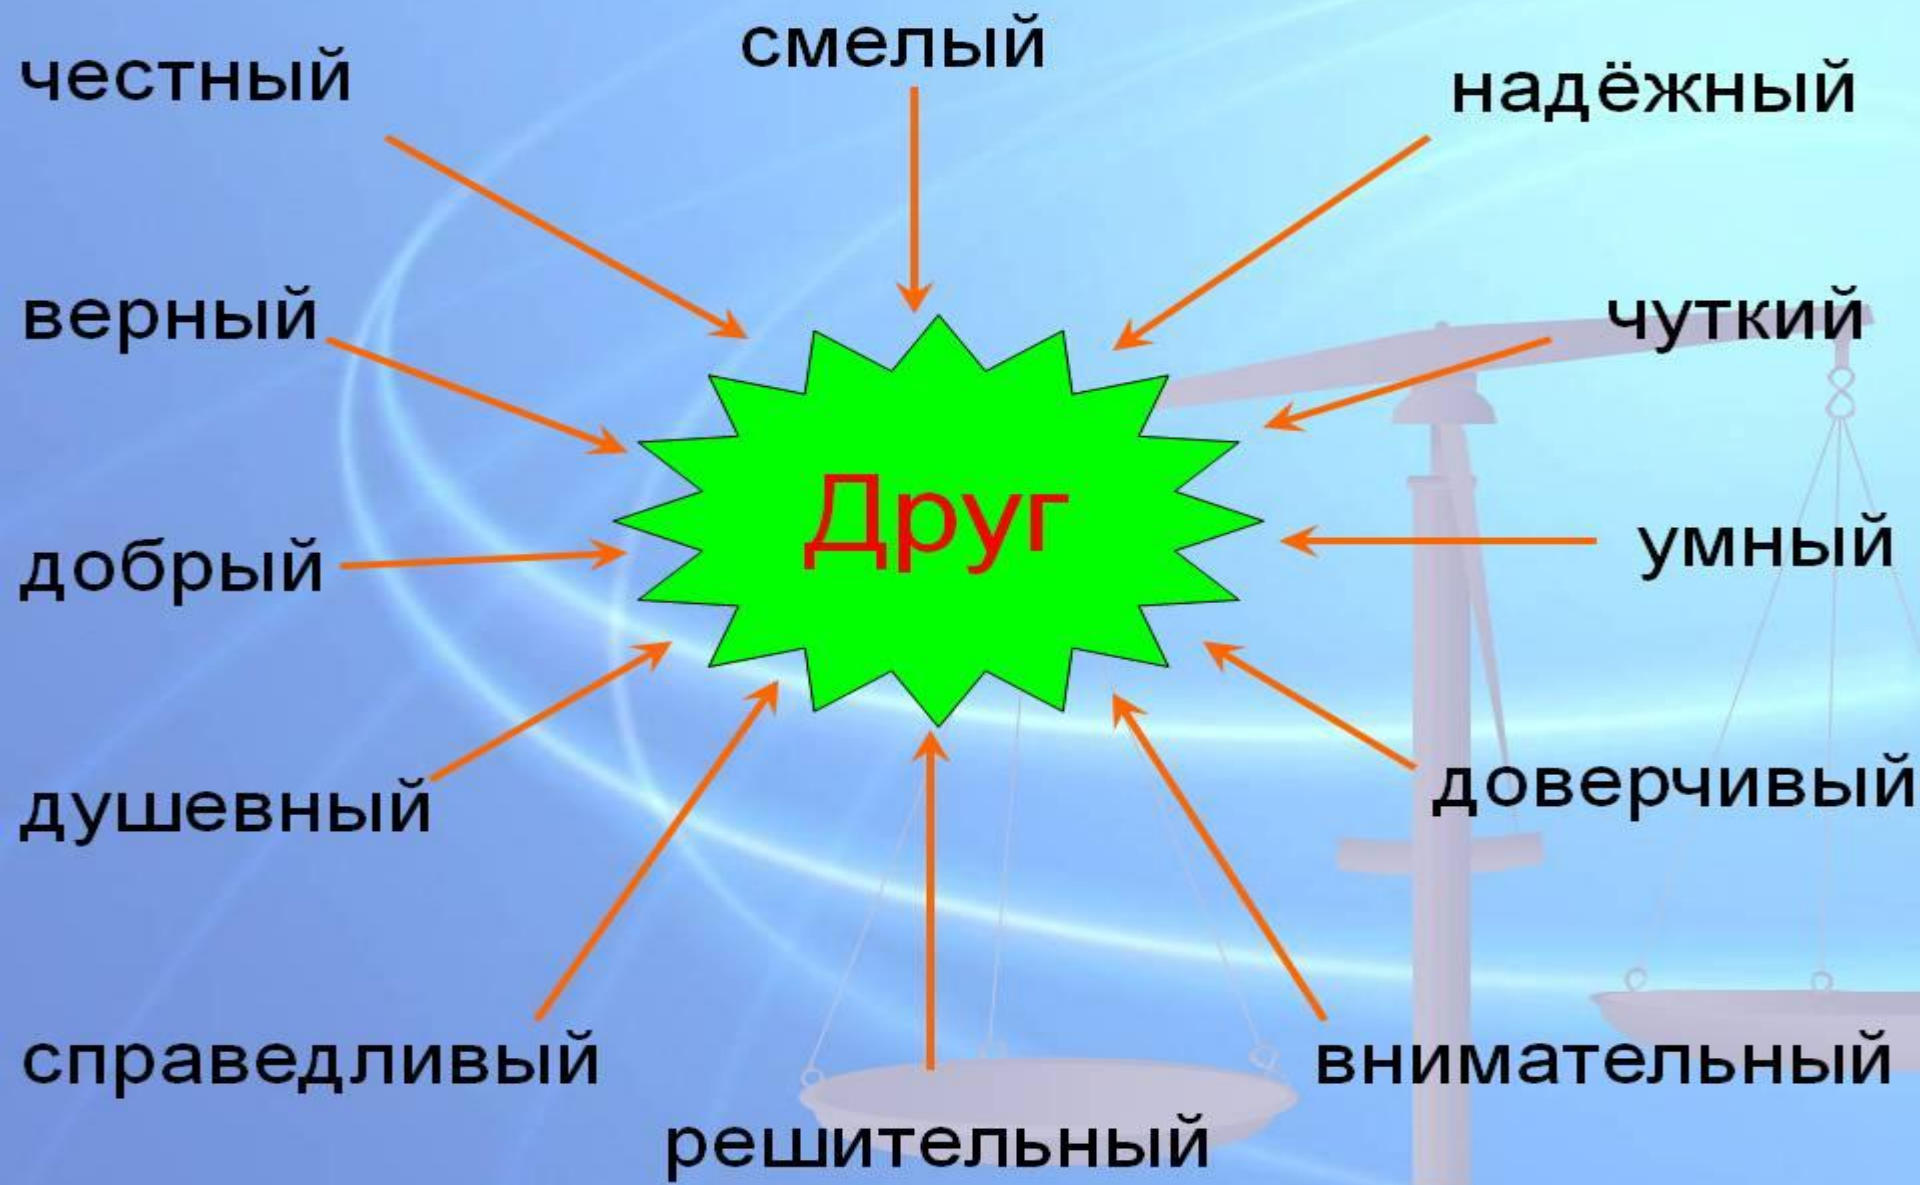 смелый
честный
надёжный
верный
чуткий
Друг
умный
добрый
доверчивый
душевный
справедливый
внимательный
решительный